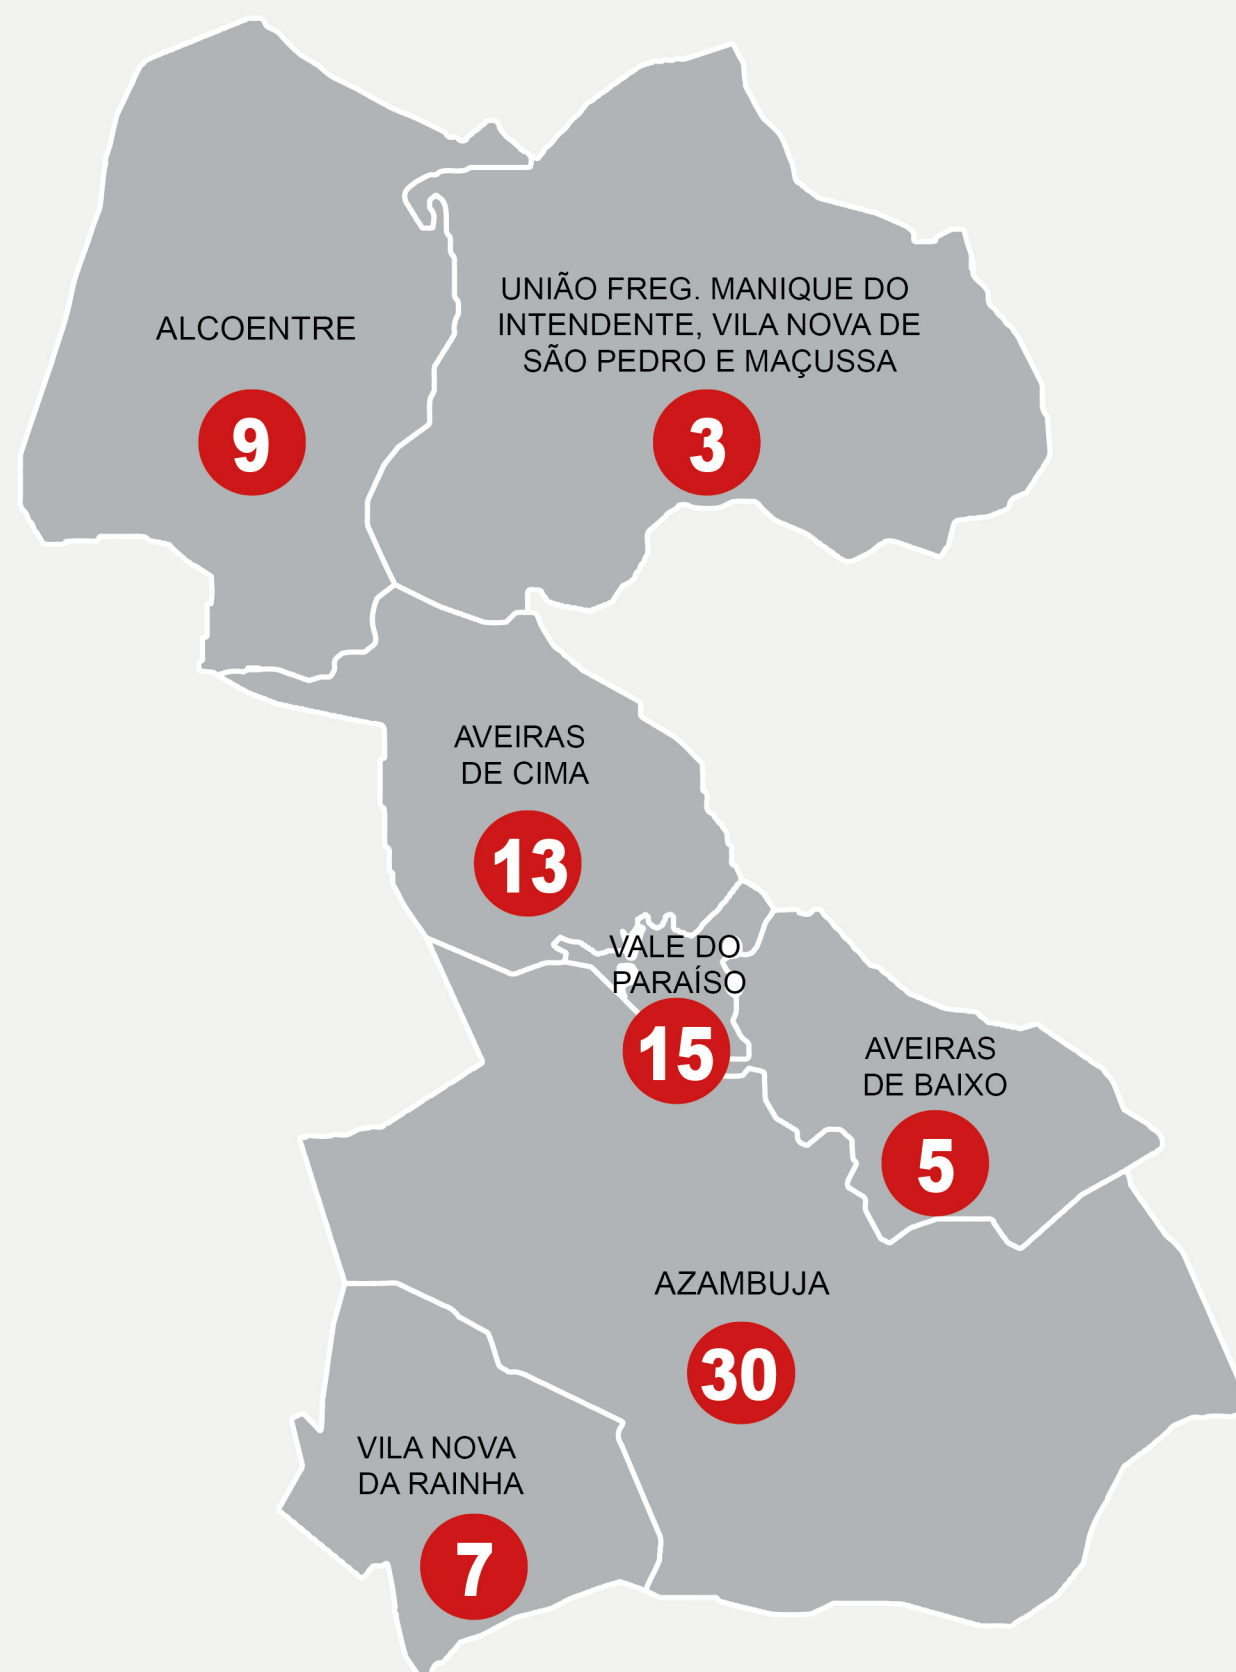 ALCOENTRE
9
UNIÃO FREG. MANIQUE DO
INTENDENTE, VILA NOVA DE
SÃO PEDRO E MAÇUSSA
3
AVEIRAS
DE CIMA
13
VALE DO
PARAÍSO
15
AVEIRAS
DE BAIXO
5
AZAMBUJA
30
VILA NOVA
DA RAINHA
7